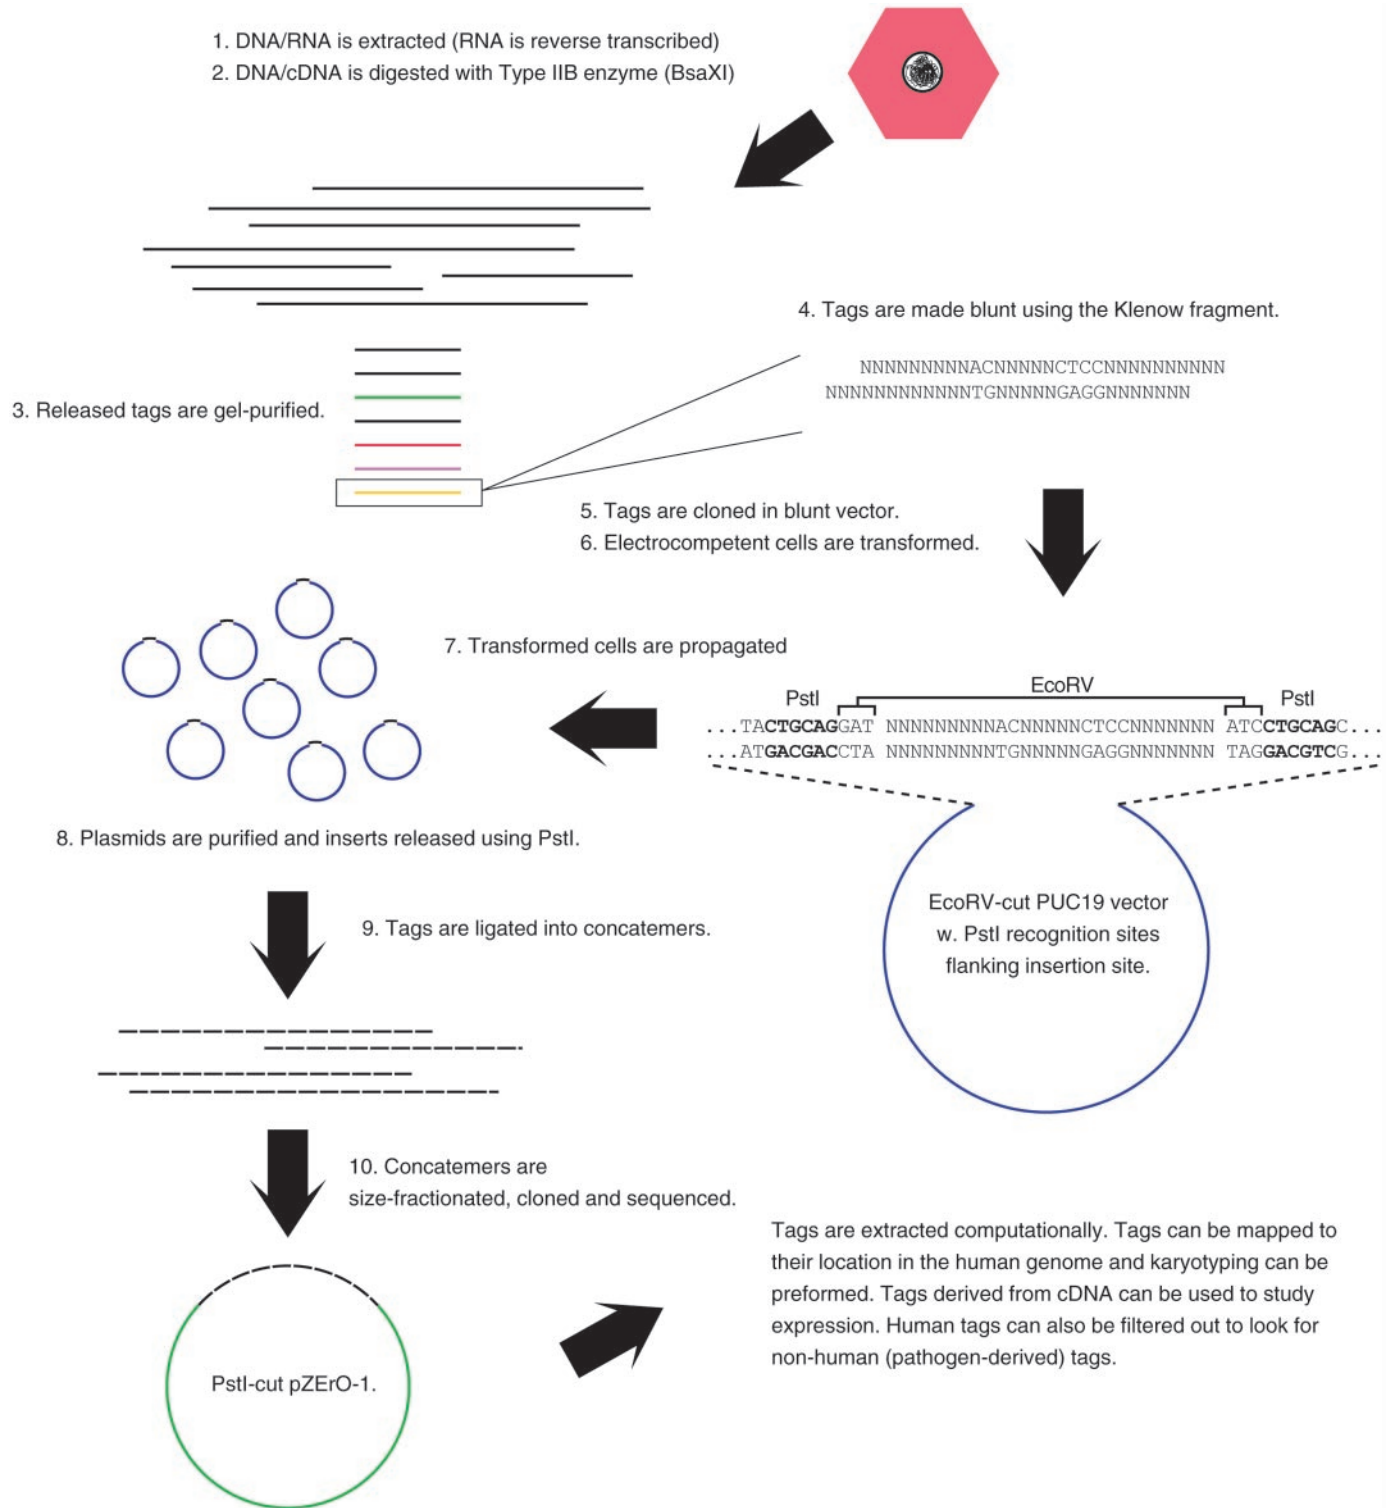 1. DNA/RNA is extracted (RNA is reverse transcribed)
2. DNA/cDNA is digested with Type IIB enzyme (BsaXI)
3. Released tags are gel-purified.
4. Tags are made blunt using the Klenow fragment.
NNNNNNNNNACNNNNNCTCCNNNNNNNNNN
NNNNNNNNNNNNTGNNNNNGAGGNNNNNNN
5. Tags are cloned in blunt vector.
6. Electrocompetent cells are transformed.
7. Transformed cells are propagated
EcoRV
PstI PstI
...TACTGCAGGAT NNNNNNNNNACNNNNNCTCCNNNNNNN ATCCTGCAGC...
...ATGACGACCTA NNNNNNNNNTGNNNNNGAGGNNNNNNN TAGGACGTCG...
EcoRV-cut PUC19 vector
w. PstI recognition sites
flanking insertion site.
8. Plasmids are purified and inserts released using PstI.
9. Tags are ligated into concatemers.
10. Concatemers are
size-fractionated, cloned and sequenced.
PstI-cut pZErO-1.
Tags are extracted computationally. Tags can be mapped to
their location in the human genome and karyotyping can be
preformed. Tags derived from cDNA can be used to study
expression. Human tags can also be filtered out to look for
non-human (pathogen-derived) tags.